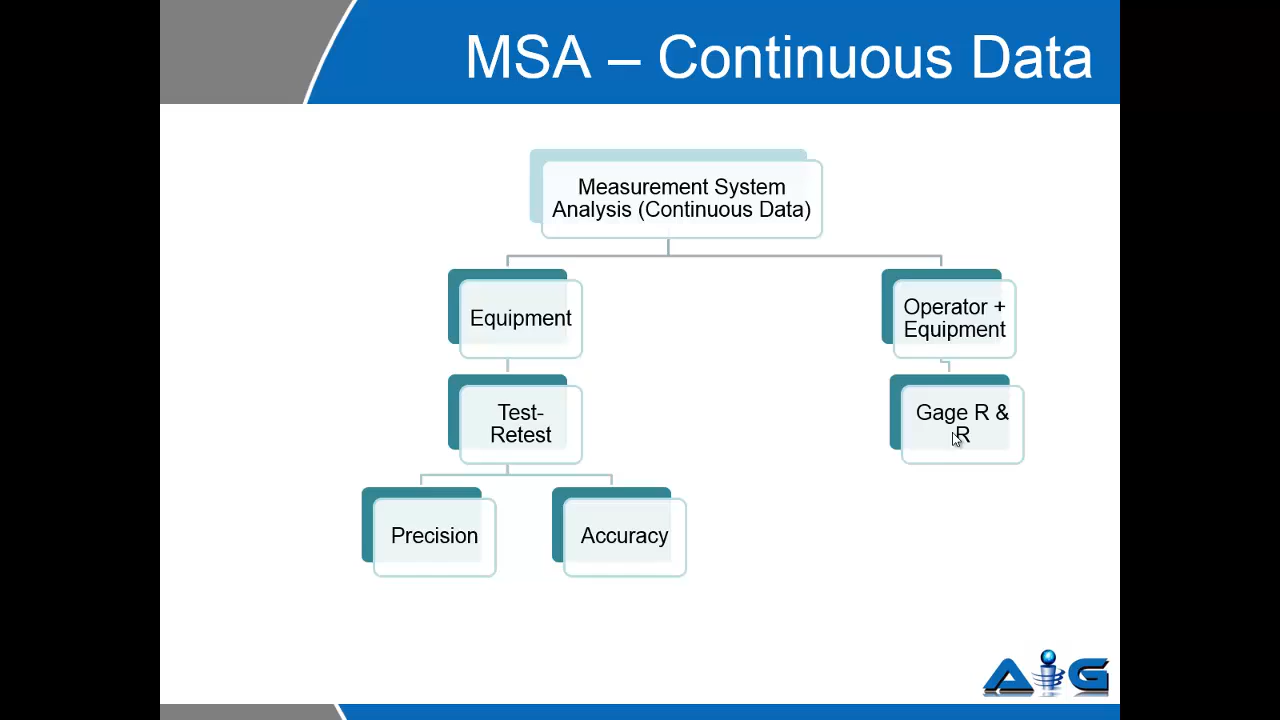 MSA – Continuous Data
Measurement System
Analysis (Continuous Data)
Equipment
Operator +
Equipment
Test-
Retest
Gage R &
R
Precision
Accuracy
AiG